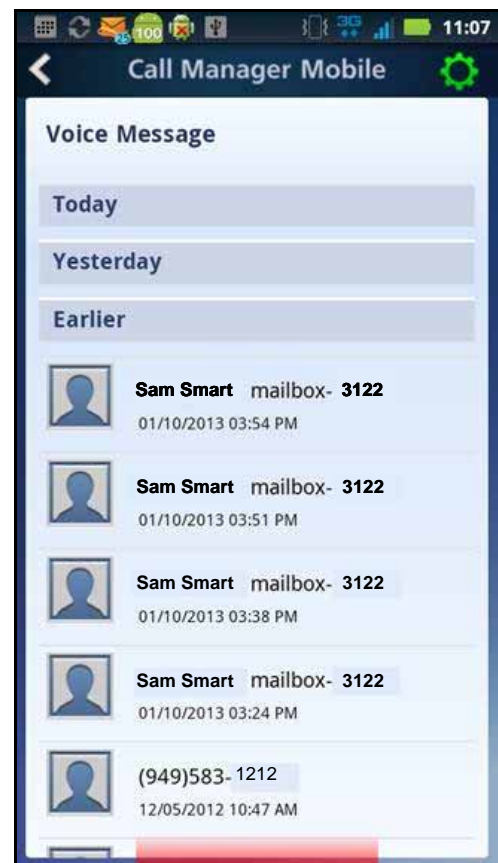 100 3G 11:07
Call Manager Mobile
Voice Message
Today
Yesterday
Earlier
Sam Smart mailbox- 3122
01/10/2013 03:54 PM
Sam Smart mailbox- 3122
01/10/2013 03:51 PM
Sam Smart mailbox- 3122
01/10/2013 03:38 PM
Sam Smart mailbox- 3122
01/10/2013 03:24 PM
(949)583-1212
12/05/2012 10:47 AM